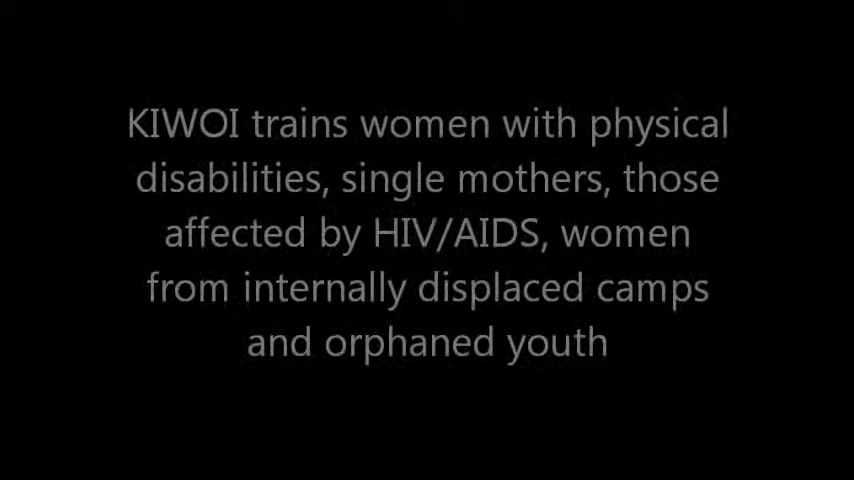 KIWOI trains women with physical
disabilities, single mothers, those
affected by HIV/AIDS, women
from internally displaced camps
and orphaned youth